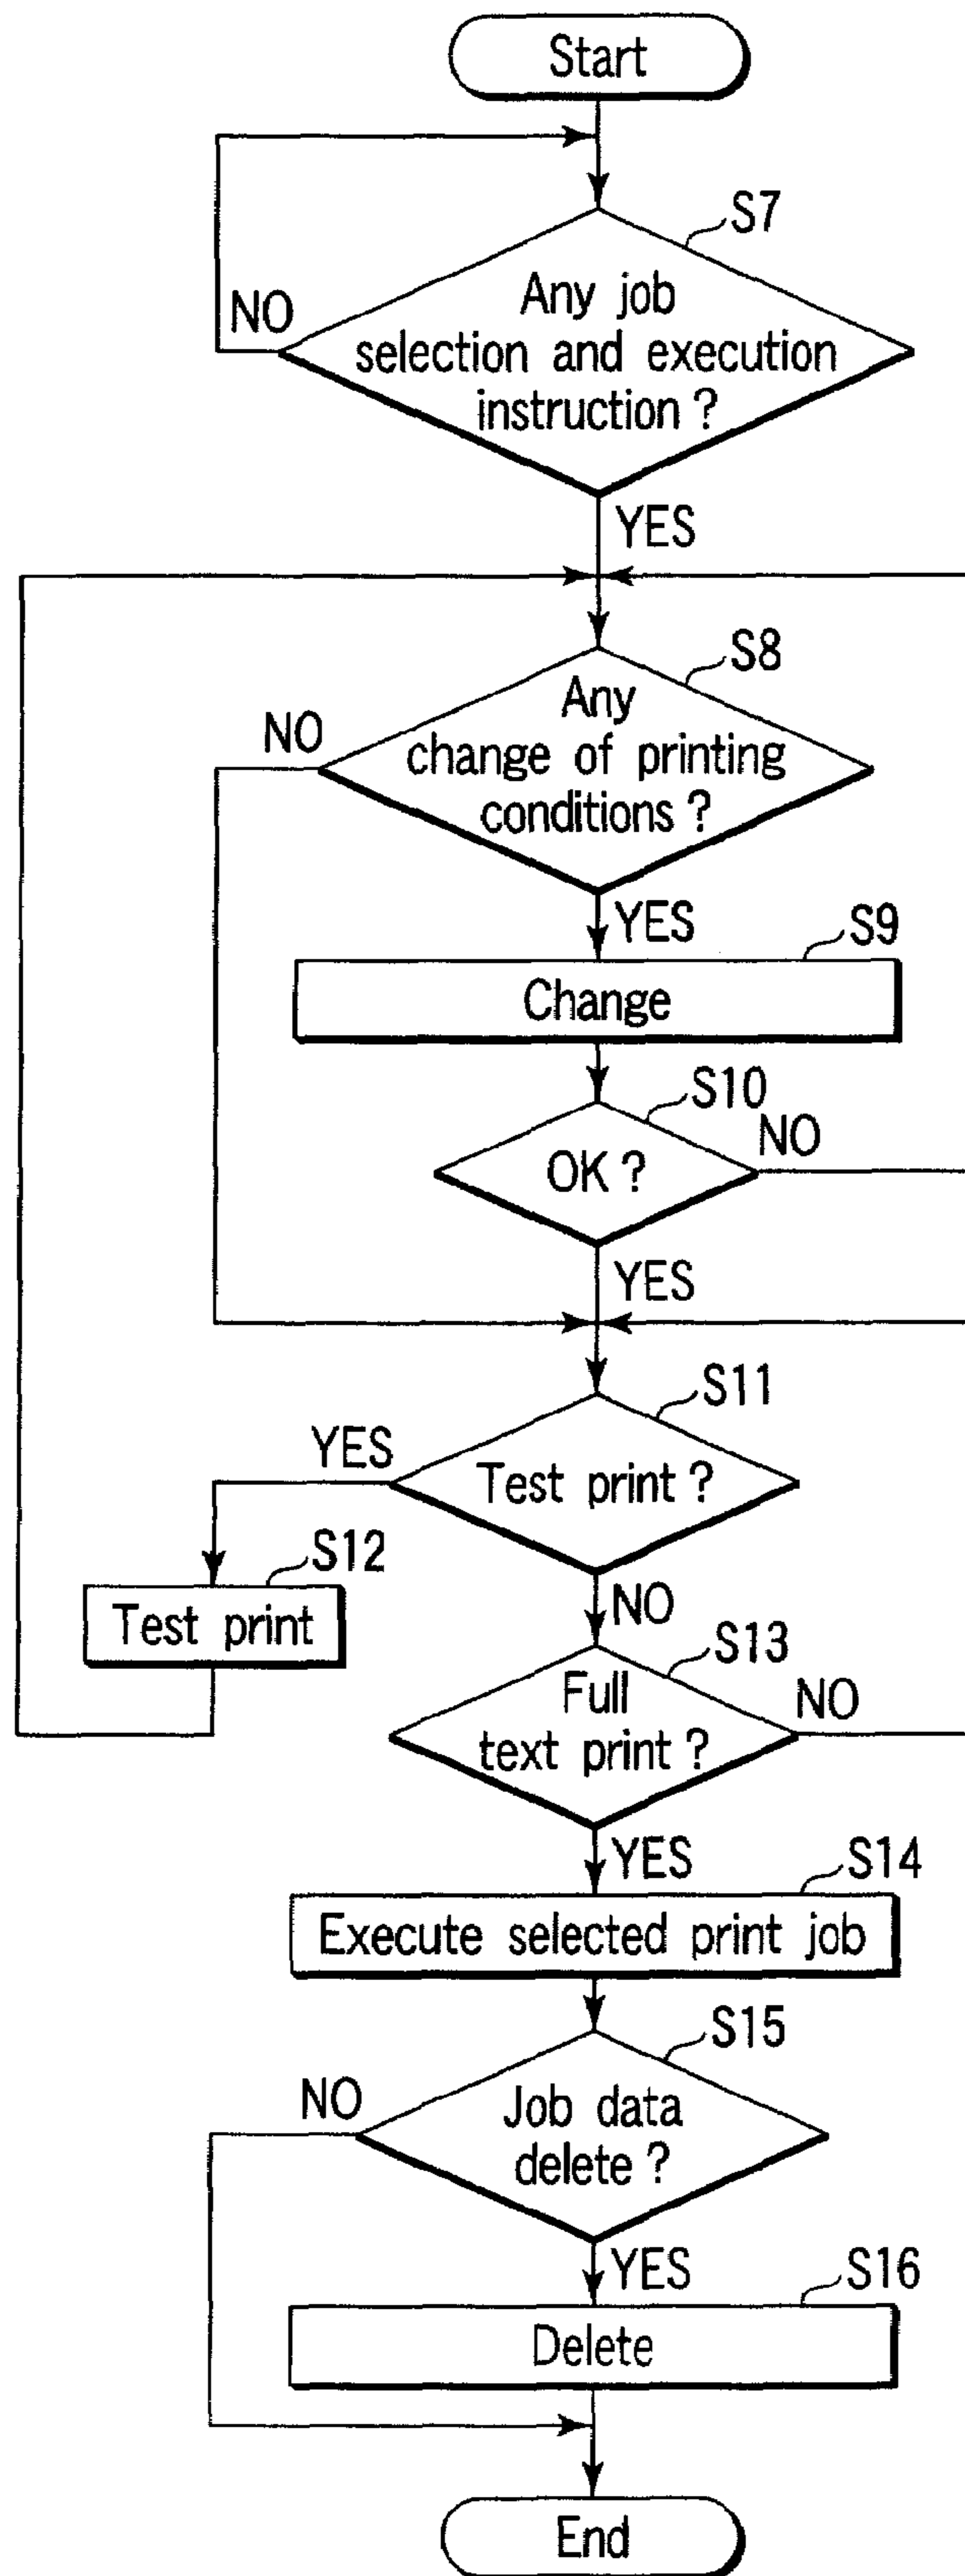 Start
S7
NO
Any job
selection and execution
instruction ?
YES
S8
NO
Any
change of printing
conditions ?
YES
S9
Change
S10
NO
OK ?
YES
S11
YES
Test print ?
S12
NO
Test print
S13
Full
NO
text print ?
YES
S14
Execute selected print job
S15
NO
Job data
delete ?
YES
S16
Delete
End